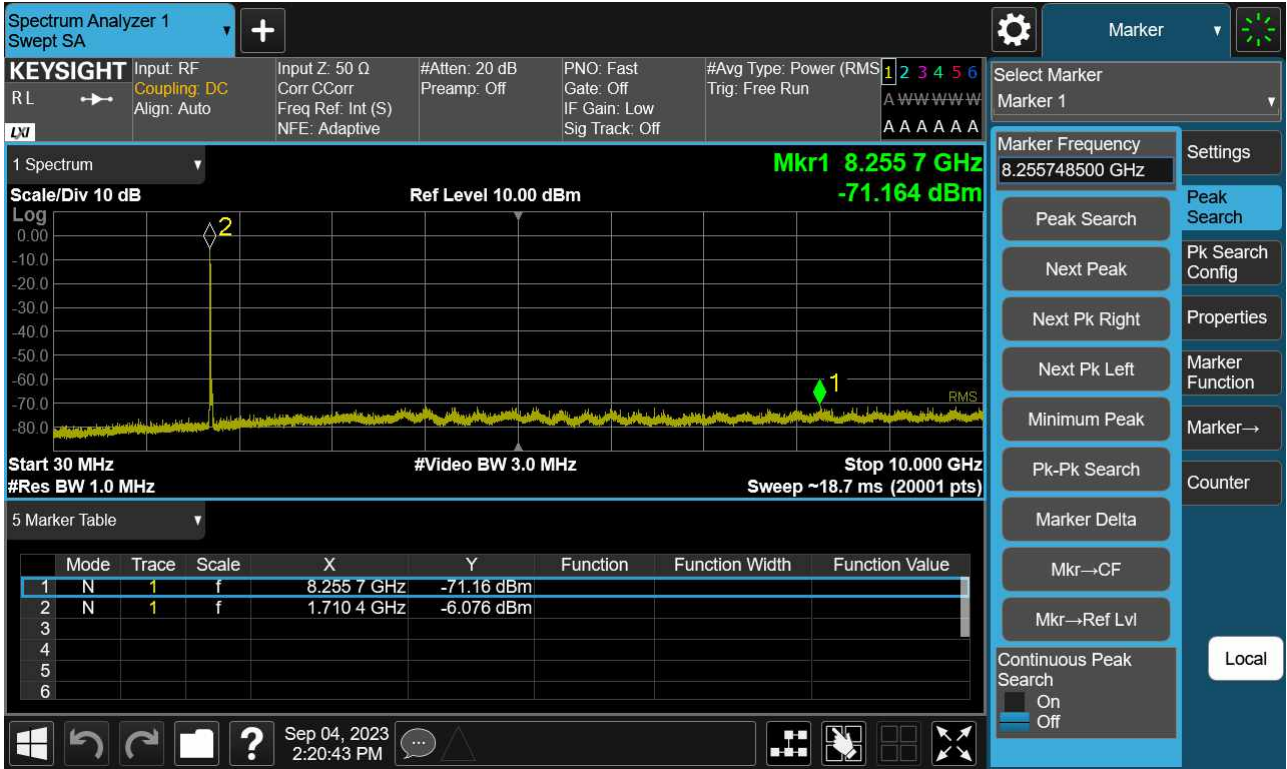 Spectrum Analyzer 1
Swept SA
Marker
KEYSIGHT
R L
LXI
Input: RF
Coupling: DC
Align: Auto
Input Z: 50 Ω
Corr CCorr
Freq Ref: Int (S)
NFE: Adaptive
#Atten: 20 dB
Preamp: Off
PNO: Fast
Gate: Off
IF Gain: Low
Sig Track: Off
#Avg Type: Power (RMS
Trig: Free Run
1 2 3 4 5 6
A W W W W W
A A A A A A
Select Marker
Marker 1
1 Spectrum
Mkr1 8.255 7 GHz
-71.164 dBm
Scale/Div 10 dB
Ref Level 10.00 dBm
Log
0.00
-10.0
-20.0
-30.0
-40.0
-50.0
-60.0
-70.0
-80.0
2
1
RMS
Start 30 MHz
#Video BW 3.0 MHz
Stop 10.000 GHz
#Res BW 1.0 MHz
Sweep ~18.7 ms (20001 pts)
5 Marker Table
Mode Trace Scale X Y Function Function Width Function Value
1 N 1 f 8.255 7 GHz -71.16 dBm
2 N 1 f 1.710 4 GHz -6.076 dBm
3
4
5
6
Marker Frequency
8.255748500 GHz
Peak Search
Next Peak
Next Pk Right
Next Pk Left
Minimum Peak
Pk-Pk Search
Marker Delta
Mkr→CF
Mkr→Ref Lvl
Continuous Peak
Search
On
Off
Settings
Peak
Search
Pk Search
Config
Properties
Marker
Function
Marker→
Counter
Local
?
Sep 04, 2023
2:20:43 PM